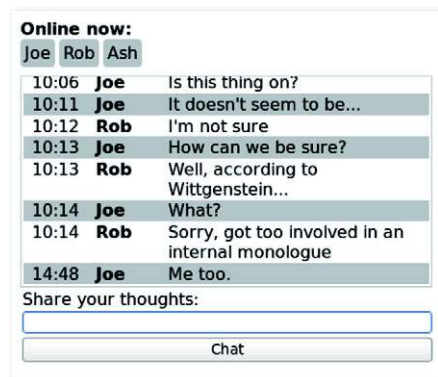 Online now:
Joe Rob Ash
10:06 Joe Is this thing on?
10:11 Joe It doesn't seem to be...
10:12 Rob I'm not sure
10:13 Joe How can we be sure?
10:13 Rob Well, according to
Wittgenstein...
10:14 Joe What?
10:14 Rob Sorry, got too involved in an
internal monologue
14:48 Joe Me too.
Share your thoughts:
Chat